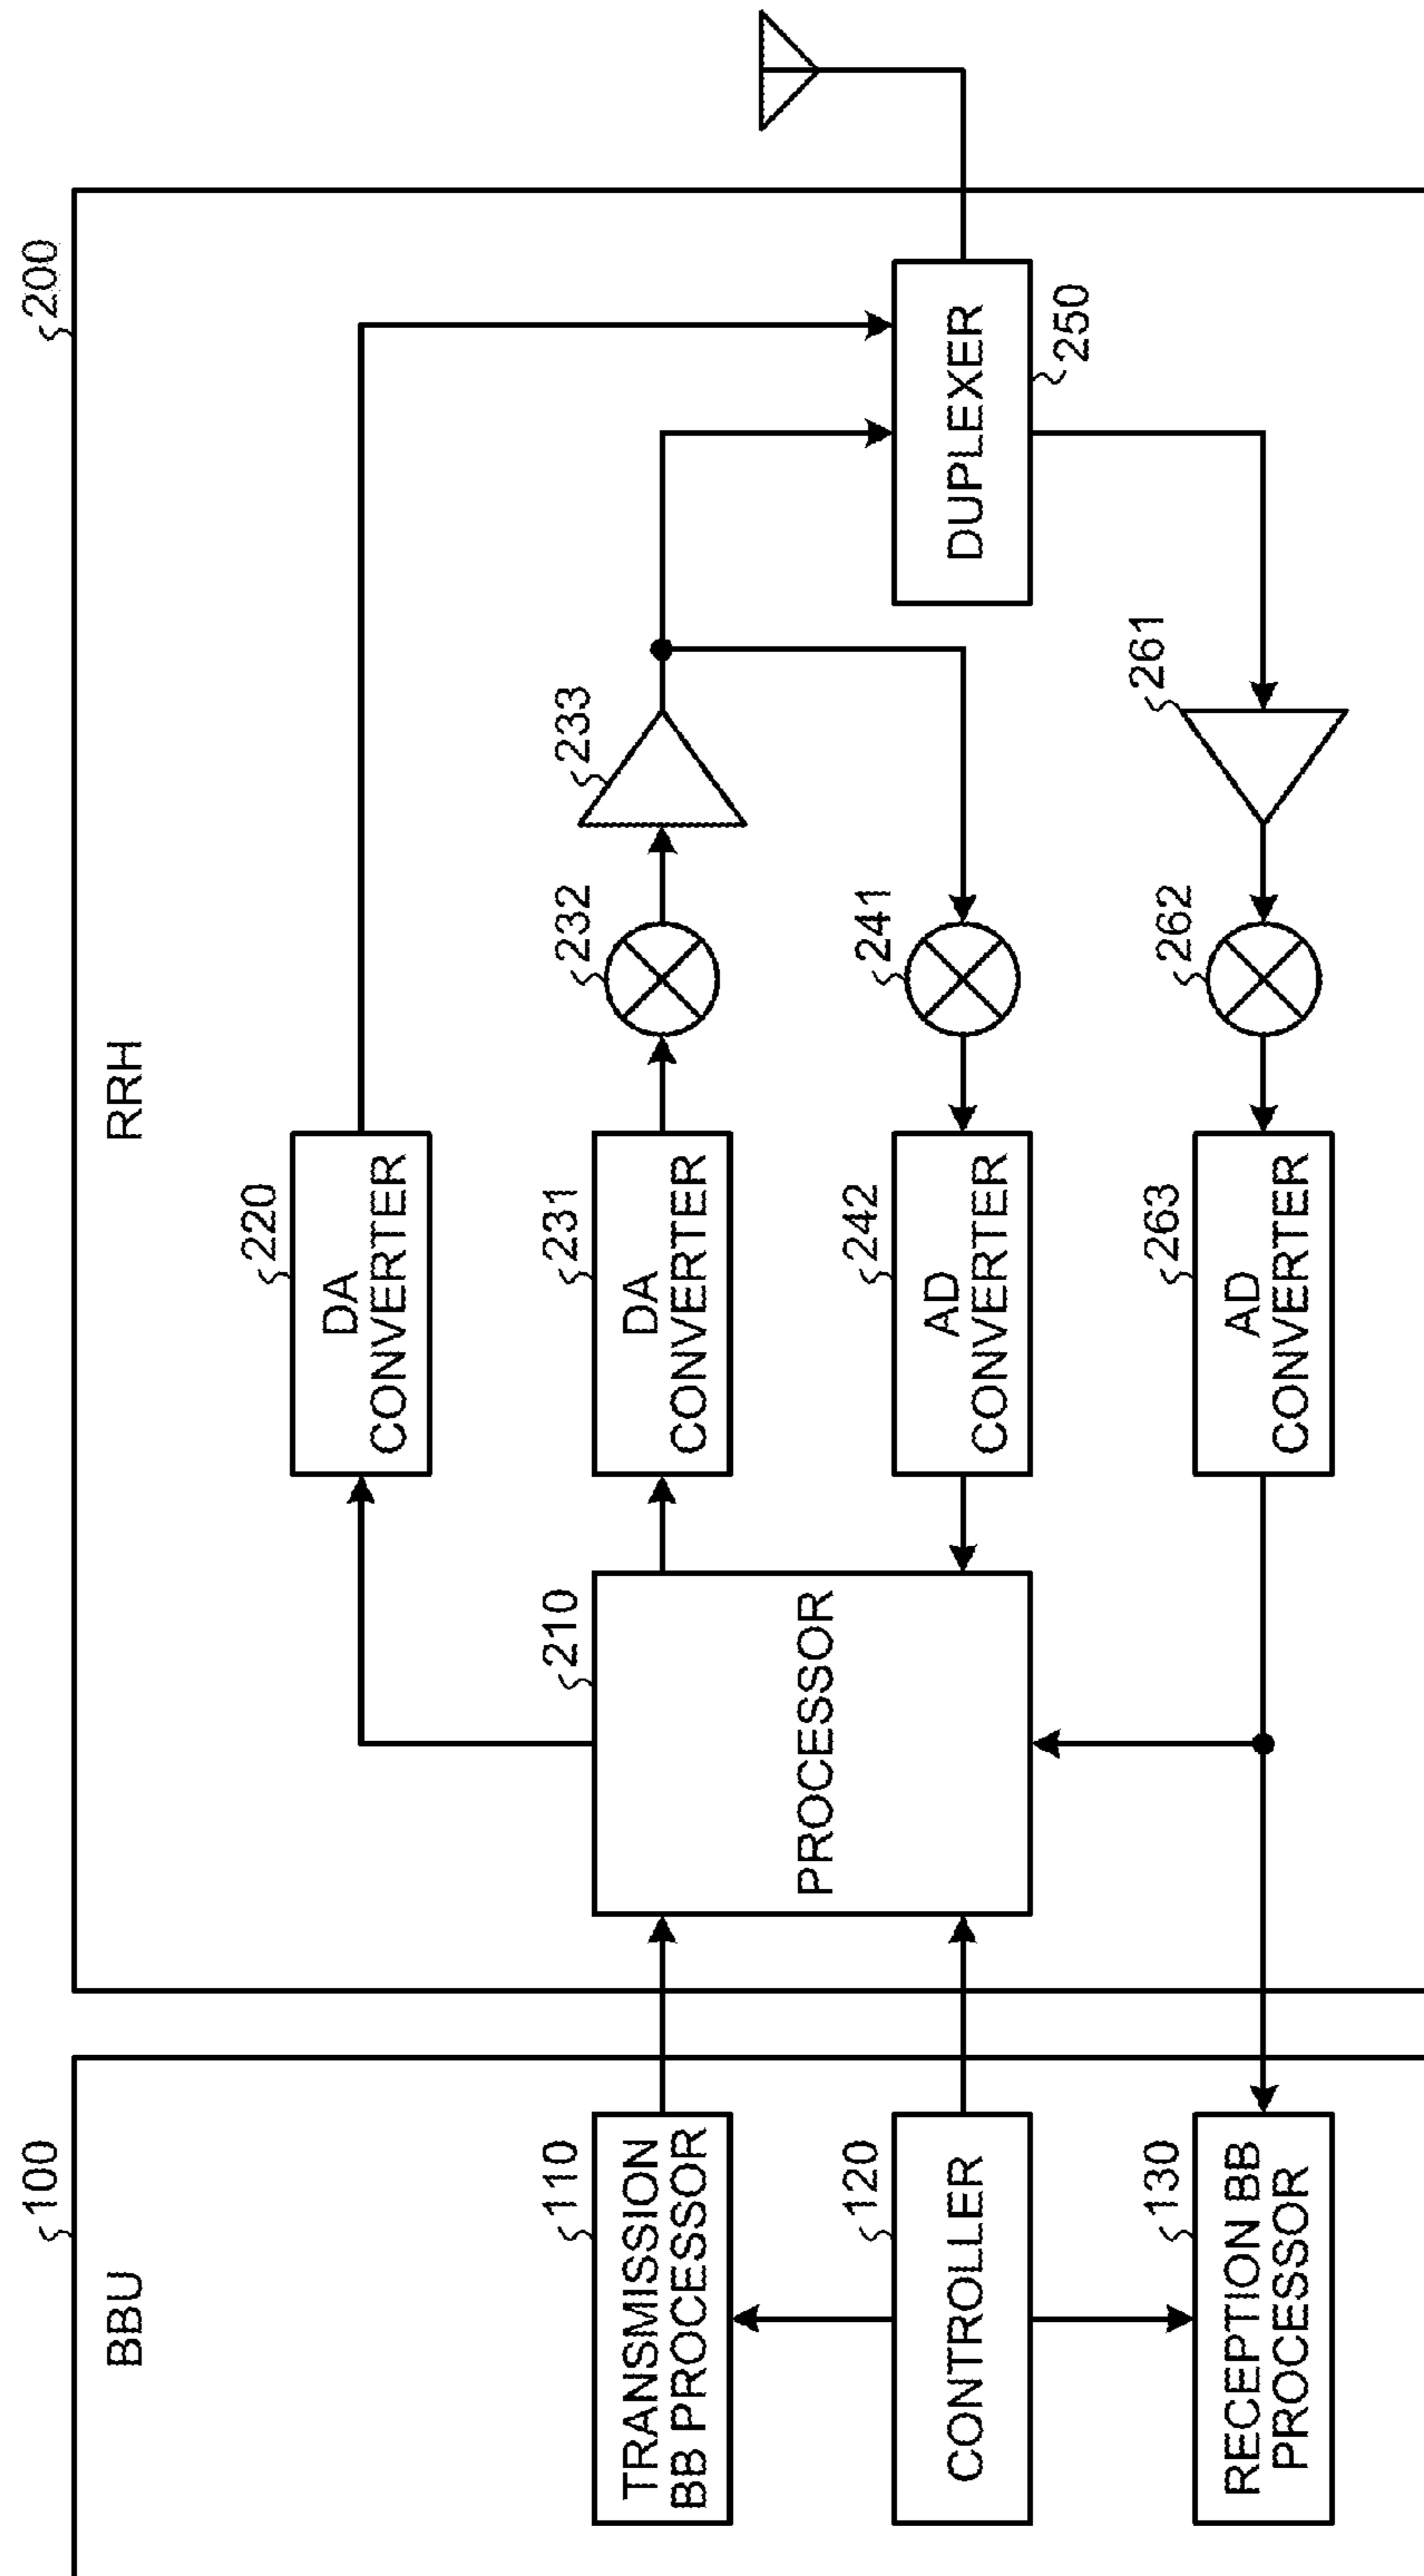 100
BBU
110
TRANSMISSION
BB PROCESSOR
120
CONTROLLER
130
RECEPTION BB
PROCESSOR
200
RRH
210
PROCESSOR
220
DA
CONVERTER
231
DA
CONVERTER
232
233
241
242
AD
CONVERTER
250
DUPLEXER
261
262
263
AD
CONVERTER